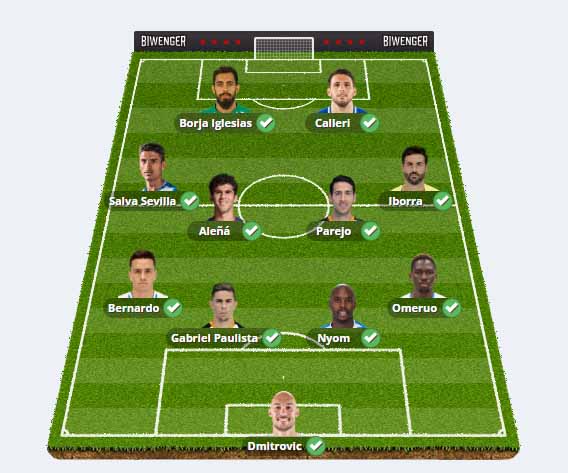 BIWENGER BIWENGER
Borja Iglesias Calleri
Salva Sevilla Iborra
Aleñá Parejo
Bernardo Omeruo
Gabriel Paulista Nyom
Dmitrovic